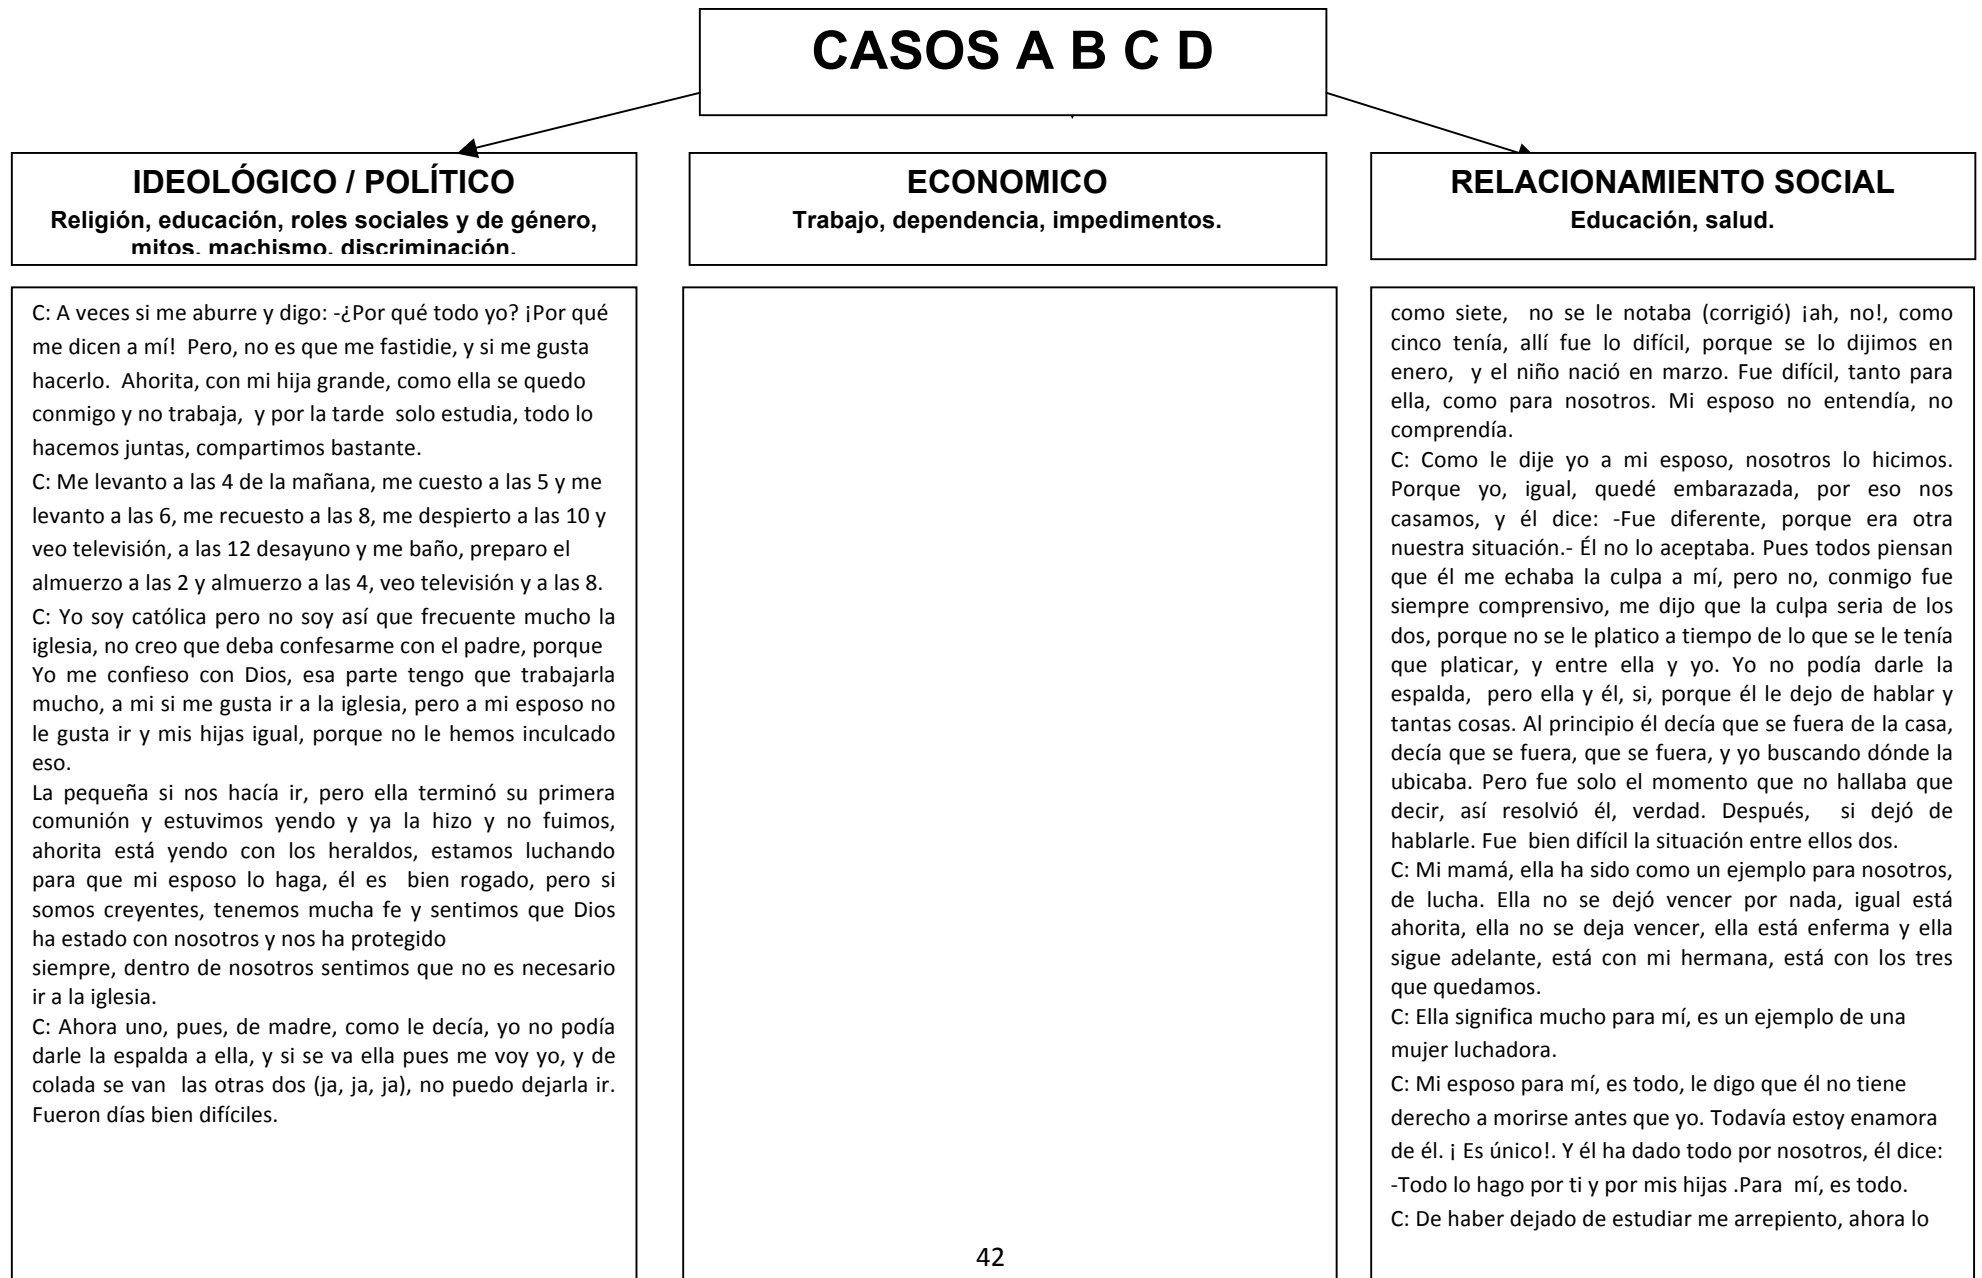 CASOS A B C D
IDEOLÓGICO / POLÍTICO
Religión, educación, roles sociales y de género,
mitos, machismo, discriminación.
ECONOMICO
Trabajo, dependencia, impedimentos.
RELACIONAMIENTO SOCIAL
Educación, salud.
C: A veces si me aburre y digo: -¿Por qué todo yo? ¡Por qué
me dicen a mí!  Pero, no es que me fastidie, y si me gusta
hacerlo.  Ahorita, con mi hija grande, como ella se quedo
conmigo y no trabaja,  y por la tarde  solo estudia, todo lo
hacemos juntas, compartimos bastante.
C: Me levanto a las 4 de la mañana, me cuesto a las 5 y me
levanto a las 6, me recuesto a las 8, me despierto a las 10 y
veo televisión, a las 12 desayuno y me baño, preparo el
almuerzo a las 2 y almuerzo a las 4, veo televisión y a las 8.
C: Yo soy católica pero no soy así que frecuente mucho la
iglesia, no creo que deba confesarme con el padre, porque
Yo me confieso con Dios, esa parte tengo que trabajarla
mucho, a mi si me gusta ir a la iglesia, pero a mi esposo no
le gusta ir y mis hijas igual, porque no le hemos inculcado
eso.
La pequeña si nos hacía ir, pero ella terminó su primera
comunión y estuvimos yendo y ya la hizo y no fuimos,
ahorita está yendo con los heraldos, estamos luchando
para que mi esposo lo haga, él es  bien rogado, pero si
somos creyentes, tenemos mucha fe y sentimos que Dios
ha estado con nosotros y nos ha protegido
siempre, dentro de nosotros sentimos que no es necesario
ir a la iglesia.
C: Ahora uno, pues, de madre, como le decía, yo no podía
darle la espalda a ella, y si se va ella pues me voy yo, y de
colada se van  las otras dos (ja, ja, ja), no puedo dejarla ir.
Fueron días bien difíciles.
como siete,  no se le notaba (corrigió) ¡ah, no!, como
cinco tenía, allí fue lo difícil, porque se lo dijimos en
enero,  y el niño nació en marzo. Fue difícil, tanto para
ella, como para nosotros. Mi esposo no entendía, no
comprendía.
C: Como le dije yo a mi esposo, nosotros lo hicimos.
Porque yo, igual, quedé embarazada, por eso nos
casamos, y él dice: -Fue diferente, porque era otra
nuestra situación.- Él no lo aceptaba. Pues todos piensan
que él me echaba la culpa a mí, pero no, conmigo fue
siempre comprensivo, me dijo que la culpa seria de los
dos, porque no se le platico a tiempo de lo que se le tenía
que platicar, y entre ella y yo. Yo no podía darle la
espalda,  pero ella y él, si, porque él le dejo de hablar y
tantas cosas. Al principio él decía que se fuera de la casa,
decía que se fuera, que se fuera, y yo buscando dónde la
ubicaba. Pero fue solo el momento que no hallaba que
decir, así resolvió él, verdad. Después,  si dejó de
hablarle. Fue  bien difícil la situación entre ellos dos.
C: Mi mamá, ella ha sido como un ejemplo para nosotros,
de lucha. Ella no se dejó vencer por nada, igual está
ahorita, ella no se deja vencer, ella está enferma y ella
sigue adelante, está con mi hermana, está con los tres
que quedamos.
C: Ella significa mucho para mí, es un ejemplo de una
mujer luchadora.
C: Mi esposo para mí, es todo, le digo que él no tiene
derecho a morirse antes que yo. Todavía estoy enamora
de él. ¡ Es único!. Y él ha dado todo por nosotros, él dice:
-Todo lo hago por ti y por mis hijas .Para  mí, es todo.
C: De haber dejado de estudiar me arrepiento, ahora lo
42